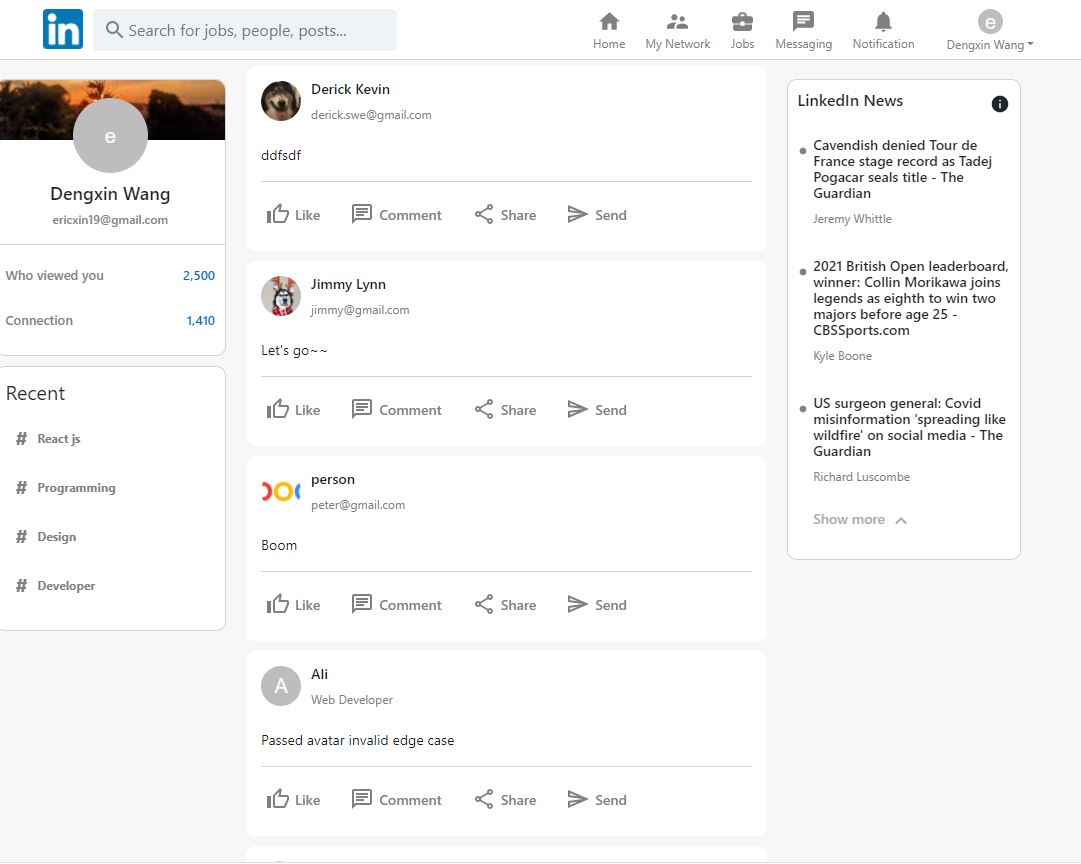 in
Search for jobs, people, posts...
Home
My Network
Jobs
Messaging
Notification
e
Dengxin Wang
e
Dengxin Wang
ericxin19@gmail.com
Who viewed you 2,500
Connection 1,410
Recent
# React js
# Programming
# Design
# Developer
Derick Kevin
derick.swe@gmail.com
ddfsdf
Like Comment Share Send
Jimmy Lynn
jimmy@gmail.com
Let's go~~
Like Comment Share Send
person
peter@gmail.com
Boom
Like Comment Share Send
A
Ali
Web Developer
Passed avatar invalid edge case
Like Comment Share Send
LinkedIn News
Cavendish denied Tour de
France stage record as Tadej
Pogacar seals title - The
Guardian
Jeremy Whittle
2021 British Open leaderboard,
winner: Collin Morikawa joins
legends as eighth to win two
majors before age 25 -
CBSSports.com
Kyle Boone
US surgeon general: Covid
misinformation 'spreading like
wildfire' on social media - The
Guardian
Richard Luscombe
Show more